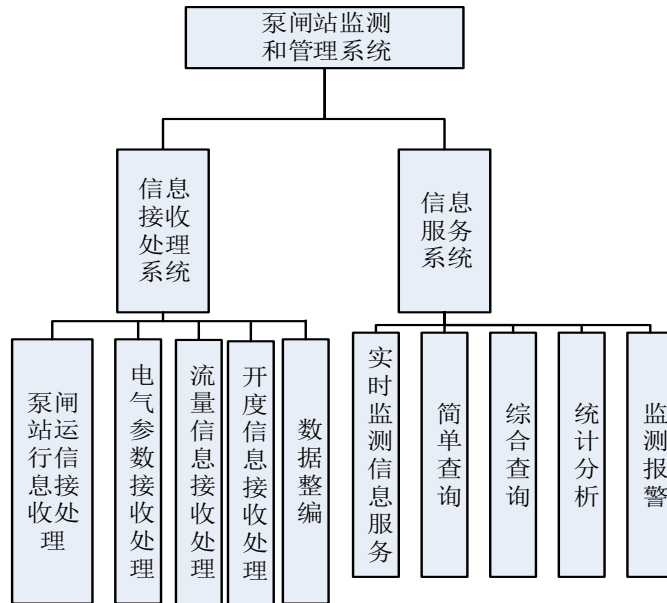 泵闸站监测
和管理系统
信息
接收
处理
系统
信息
服务
系统
泵闸
站运
行信
息接
收处
理
电气参数接收处理
流量信息接收处理
开度信息接收处理
数据整编
实时监测信息服务
简单查询
综合查询
统计分析
监测报警